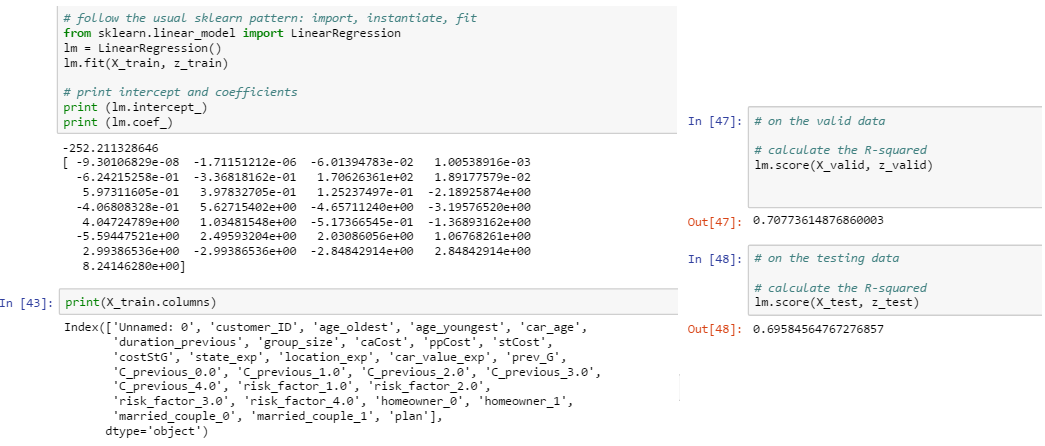 # follow the usual sklearn pattern: import, instantiate, fit
from sklearn.linear_model import LinearRegression
lm = LinearRegression()
lm.fit(X_train, z_train)
# print intercept and coefficients
print (lm.intercept_)
print (lm.coef_)
-252.211328646
[ -9.30106829e-08 -1.71151212e-06 -6.01394783e-02 1.00538916e-03
-6.24215258e-01 -3.36818162e-01 1.70626361e+02 1.89177579e-02
5.97311605e-01 3.97832705e-01 1.25237497e-01 -2.18925874e+00
-4.06808328e-01 5.62715402e+00 -4.65711240e+00 -3.19576520e+00
4.04724789e+00 1.03481548e+00 -5.17366545e-01 -1.36893162e+00
-5.59447521e+00 2.49593204e+00 2.03086056e+00 1.06768261e+00
2.99386536e+00 -2.99386536e+00 -2.84842914e+00 2.84842914e+00
8.24146280e+00]
In [43]: print(X_train.columns)
Index(['Unnamed: 0', 'customer_ID', 'age_oldest', 'age_youngest', 'car_age',
'duration_previous', 'group_size', 'caCost', 'ppCost', 'stCost',
'costStG', 'state_exp', 'location_exp', 'car_value_exp', 'prev_G',
'C_previous_0.0', 'C_previous_1.0', 'C_previous_2.0', 'C_previous_3.0',
'C_previous_4.0', 'risk_factor_1.0', 'risk_factor_2.0',
'risk_factor_3.0', 'risk_factor_4.0', 'homeowner_0', 'homeowner_1',
'married_couple_0', 'married_couple_1', 'plan'],
dtype='object')
In [47]: # on the valid data
# calculate the R-squared
lm.score(X_valid, z_valid)
Out[47]: 0.70773614876860003
In [48]: # on the testing data
# calculate the R-squared
lm.score(X_test, z_test)
Out[48]: 0.69584564767276857